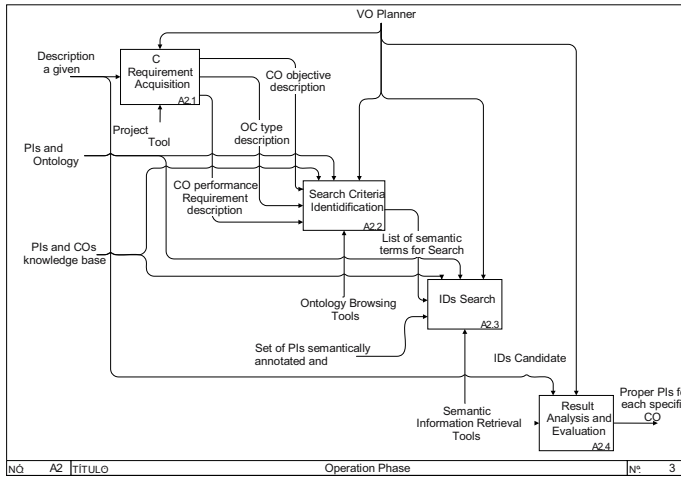 VO Planner
Description
a given
C
Requirement
Acquisition
A2.1
CO objective
description
Project
Tool
OC type
description
PIs and
Ontology
CO performance
Requirement
description
Search Criteria
Identidification
A2.2
PIs and COs
knowledge base
List of semantic
terms for Search
Ontology Browsing
Tools
IDs Search
A2.3
Set of PIs semantically
annotated and
IDs Candidate
Semantic
Information Retrieval
Tools
Result
Analysis and
Evaluation
A2.4
Proper PIs f
each specifi
CO
NÓ: A2 TÍTULO Operation Phase Nº: 3